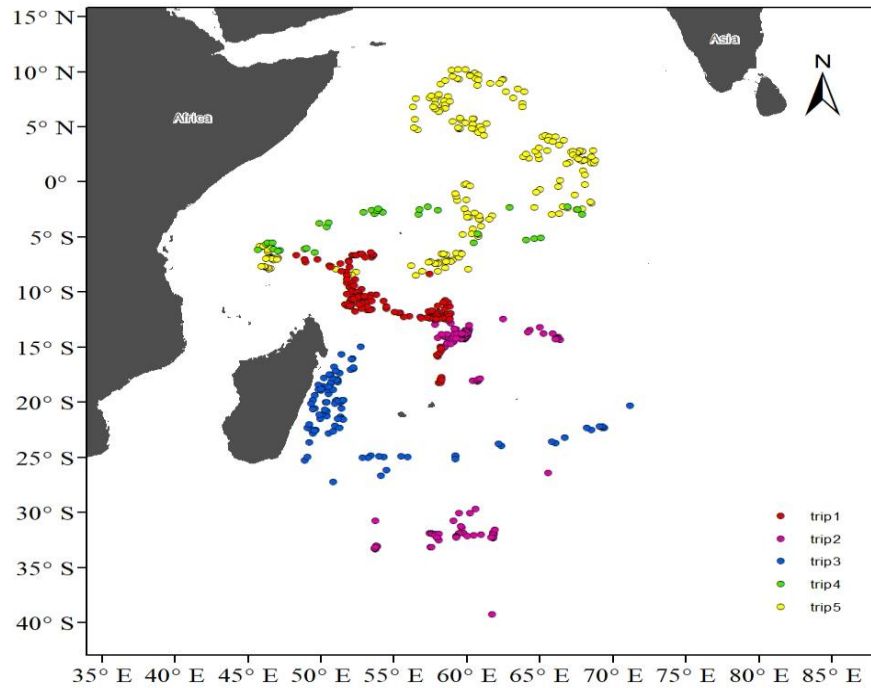 15° N
10° N
5° N
0°
5° S
10° S
15° S
20° S
25° S
30° S
35° S
40° S
Africa
Asia
N
trip1
trip2
trip3
trip4
trip5
35° E 40° E 45° E 50° E 55° E 60° E 65° E 70° E 75° E 80° E 85° E